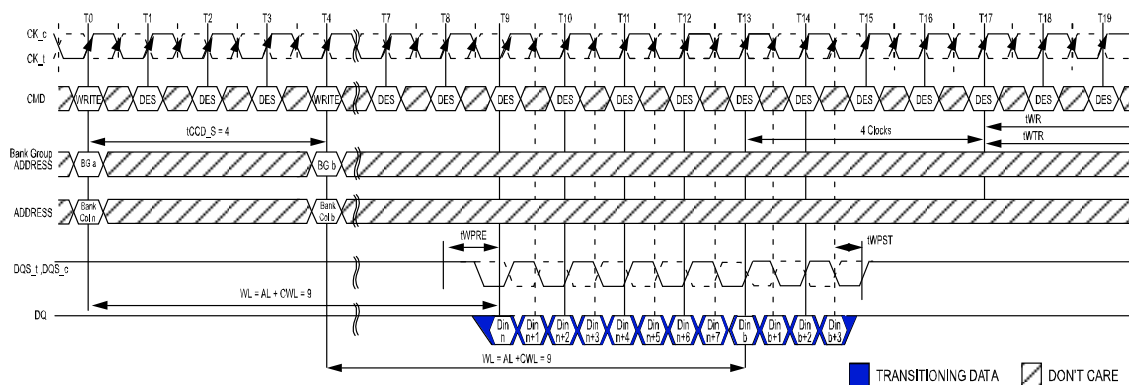 T0 T1 T2 T3 T4 T7 T8 T9 T10 T11 T12 T13 T14 T15 T16 T17 T18 T19
CK_c
CK_t
CMD WRITE DES DES DES WRITE DES DES DES DES DES DES DES DES DES DES DES DES DES
tCCD_S = 4
4 Clocks
tWR
tWTR
Bank Group
ADDRESS
BG a
BG b
ADDRESS
Bank
Col n
Bank
Col b
tWPRE
tWPST
DQS_t ,DQS_c
WL = AL + CWL = 9
DQ
Din
n
Din
n+1
Din
n+2
Din
n+3
Din
n+4
Din
n+5
Din
n+6
Din
n+7
Din
b
Din
b+1
Din
b+2
Din
b+3
WL = AL +CWL = 9
TRANSITIONING DATA
DON'T CARE